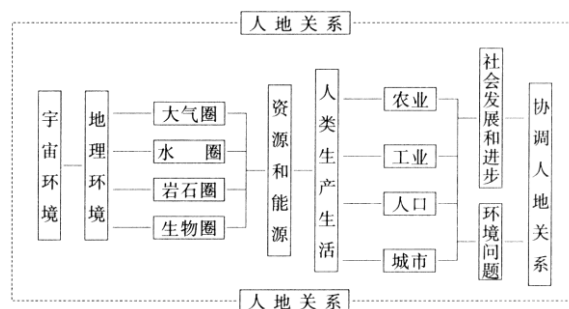 人地关系
宇宙环境
地理环境
大气圈
水 圈
岩石圈
生物圈
资源和能源
人类生产生活
农业
工业
人口
城市
社会发展和进步
环境问题
协调人地关系
人地关系